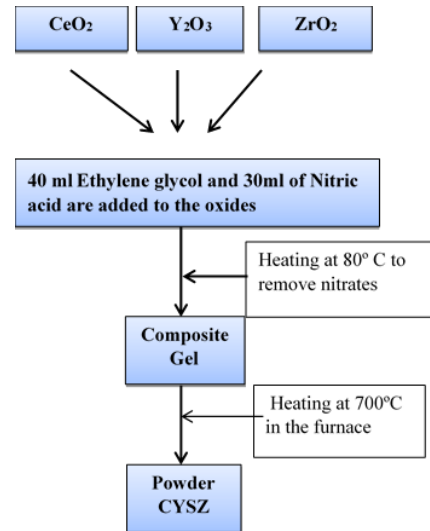 CeO₂
Y₂O₃
ZrO₂
40 ml Ethylene glycol and 30ml of Nitric
acid are added to the oxides
Heating at 80º C to
remove nitrates
Composite
Gel
Heating at 700ºC
in the furnace
Powder
CYSZ